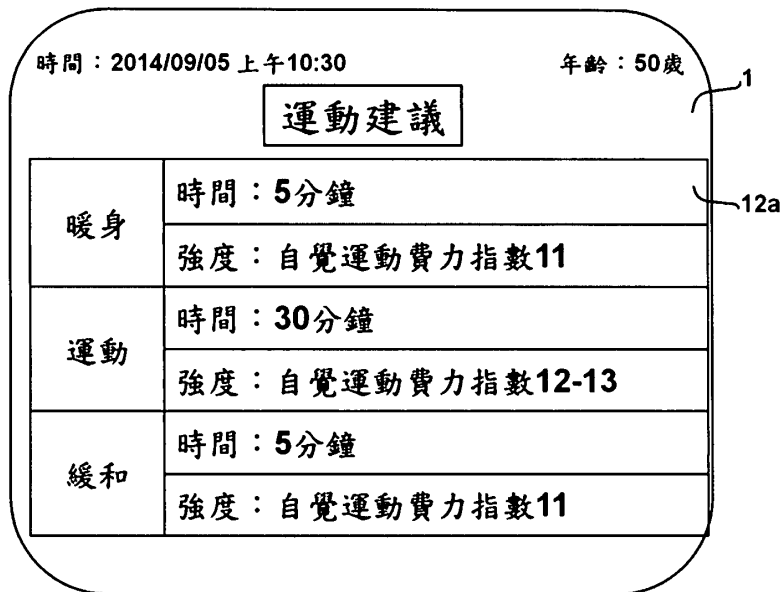 時間：2014/09/05 上午10:30 年齡：50歲
1
運動建議
12a
暖身
時間：5分鐘
強度：自覺運動費力指數11
運動
時間：30分鐘
強度：自覺運動費力指數12-13
緩和
時間：5分鐘
強度：自覺運動費力指數11